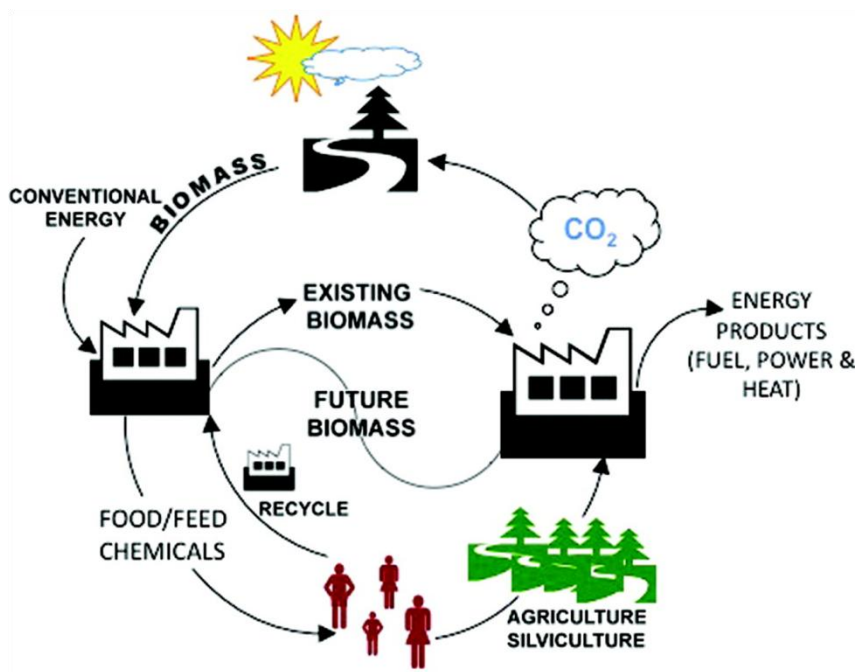 CONVENTIONAL
ENERGY
BIOMASS
CO₂
EXISTING
BIOMASS
ENERGY
PRODUCTS
(FUEL, POWER &
HEAT)
FUTURE
BIOMASS
RECYCLE
FOOD/FEED
CHEMICALS
AGRICULTURE
SILVICULTURE